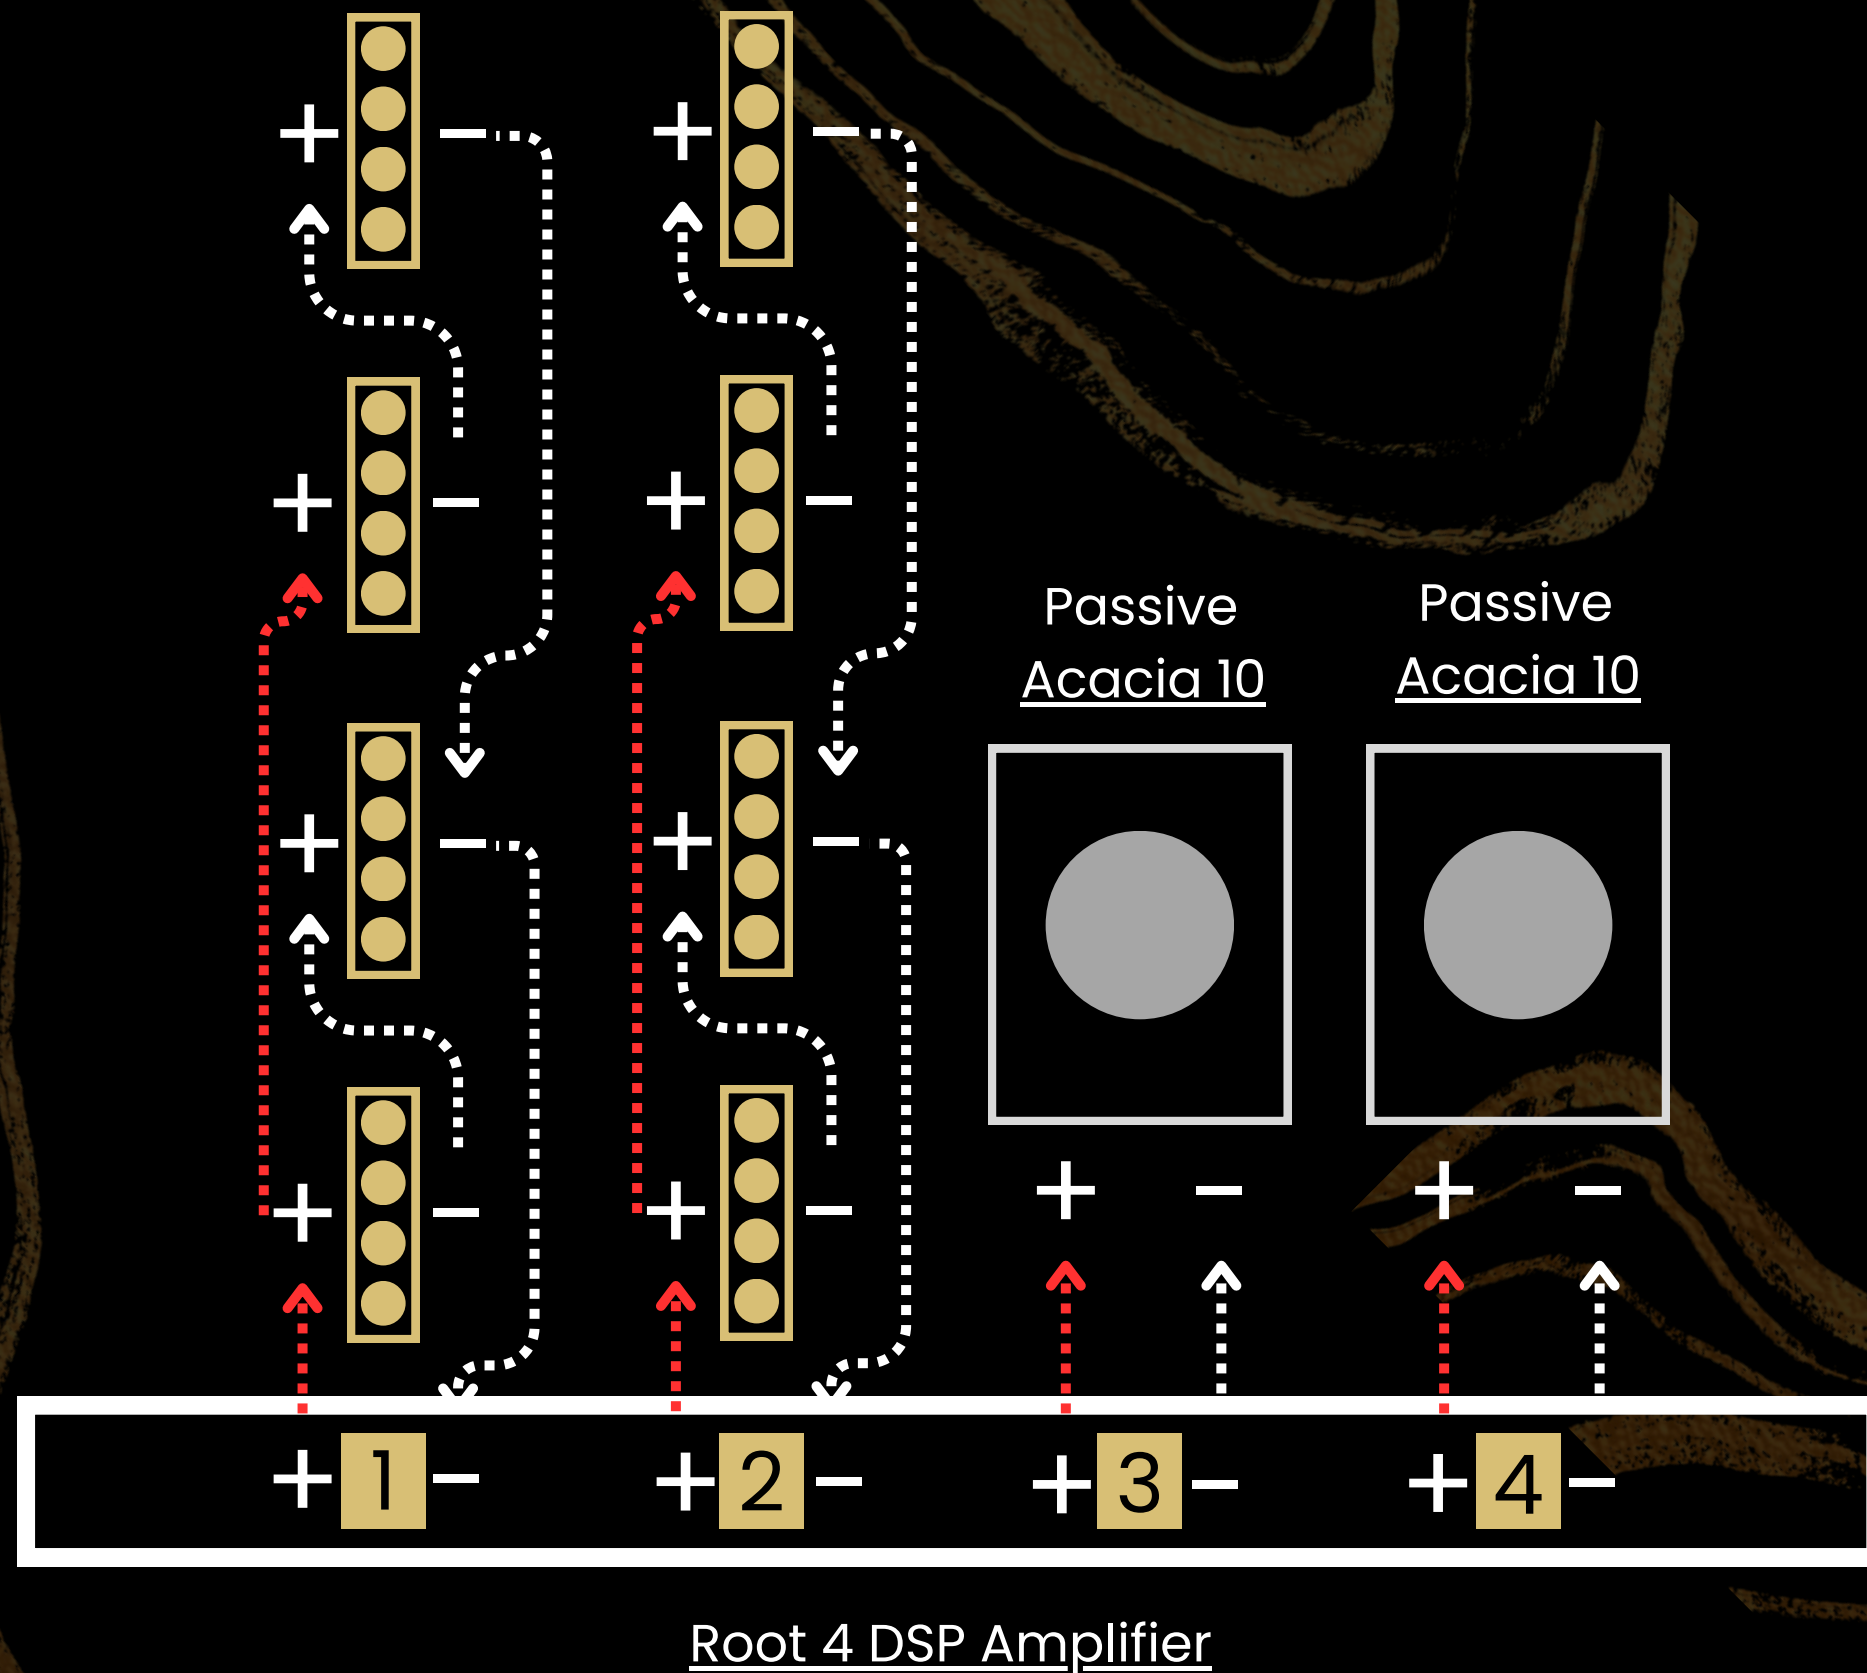 + − + −
+ − + −
Passive Passive
Acacia 10 Acacia 10
+ − + −
+ − + − + − + −
+ 1 − + 2 − + 3 − + 4 −
Root 4 DSP Amplifier